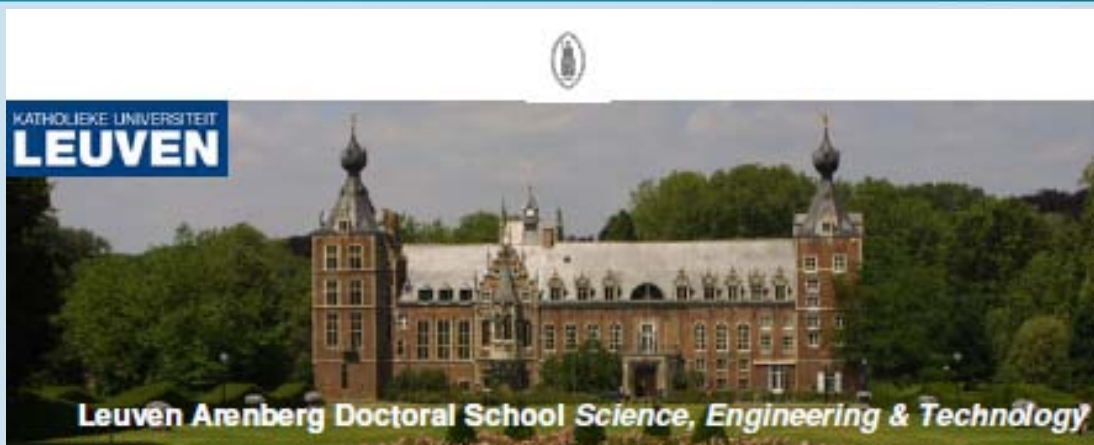 KATHOLIEKE UNIVERSITEIT
LEUVEN
Leuven Arenberg Doctoral School Science, Engineering & Technology